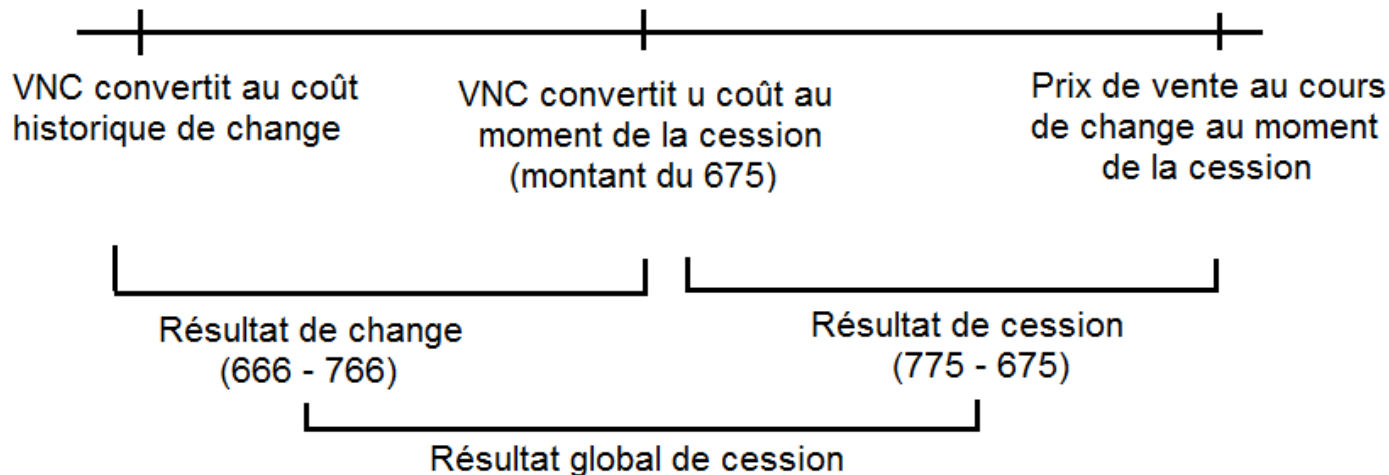 VNC convertit au coût
historique de change
VNC convertit u coût au
moment de la cession
(montant du 675)
Prix de vente au cours
de change au moment
de la cession
Résultat de change
(666 - 766)
Résultat de cession
(775 - 675)
Résultat global de cession